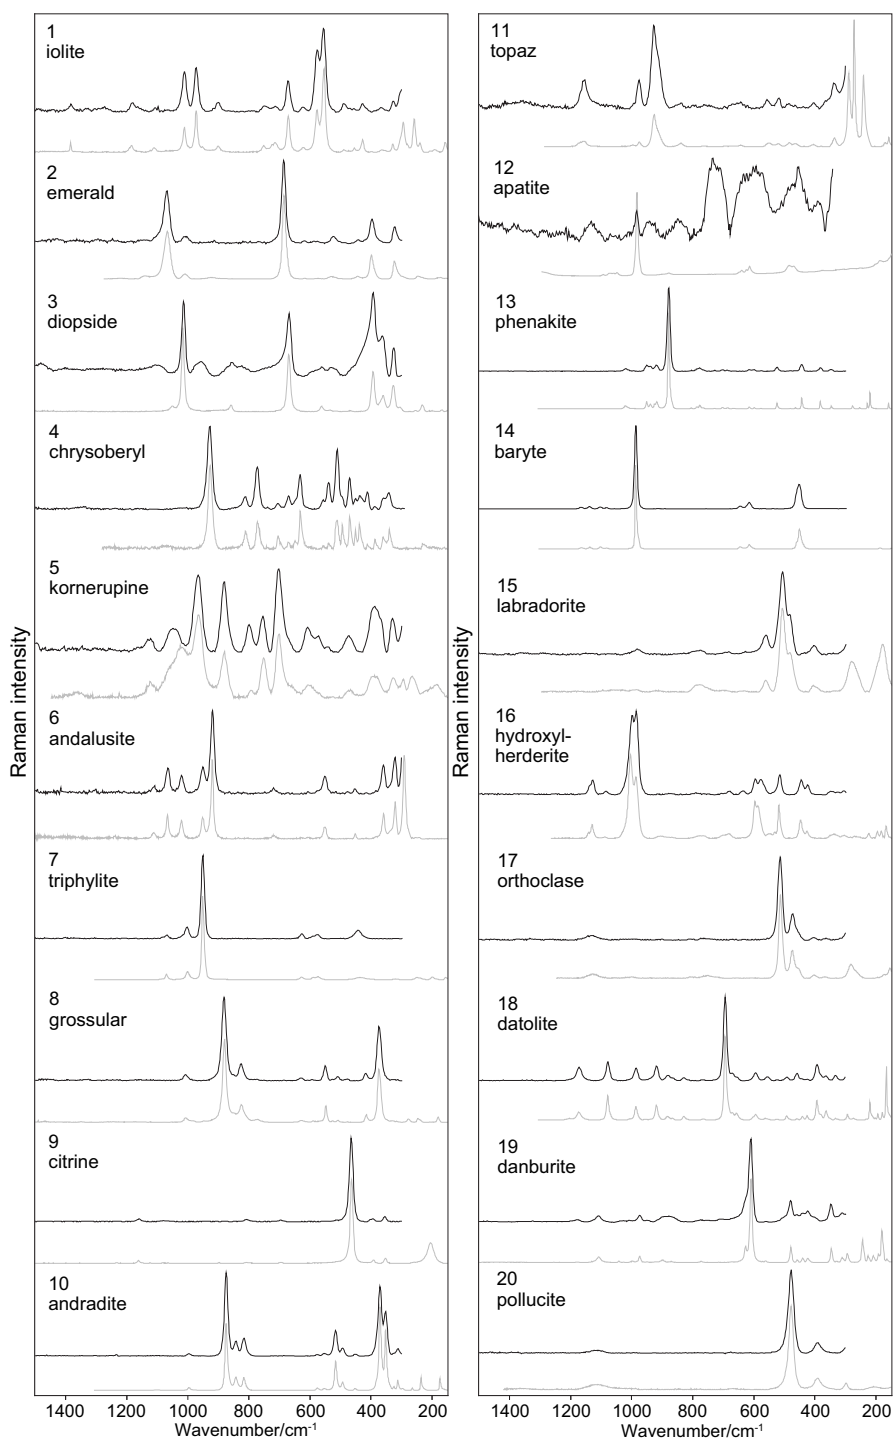 1
iolite
2
emerald
3
diopside
4
chrysoberyl
5
kornerupine
6
andalusite
7
triphylite
8
grossular
9
citrine
10
andradite
Raman intensity
1400 1200 1000 800 600 400 200
Wavenumber/cm-1
11
topaz
12
apatite
13
phenakite
14
baryte
15
labradorite
16
hydroxyl-
herderite
17
orthoclase
18
datolite
19
danburite
20
pollucite
Raman intensity
1400 1200 1000 800 600 400 200
Wavenumber/cm-1